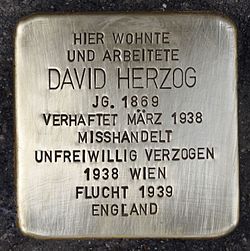 HIER WOHNTE
UND ARBEITETE
DAVID HERZOG
JG. 1869
VERHAFTET MÄRZ 1938
MISSHANDELT
UNFREIWILLIG VERZOGEN
1938 WIEN
FLUCHT 1939
ENGLAND